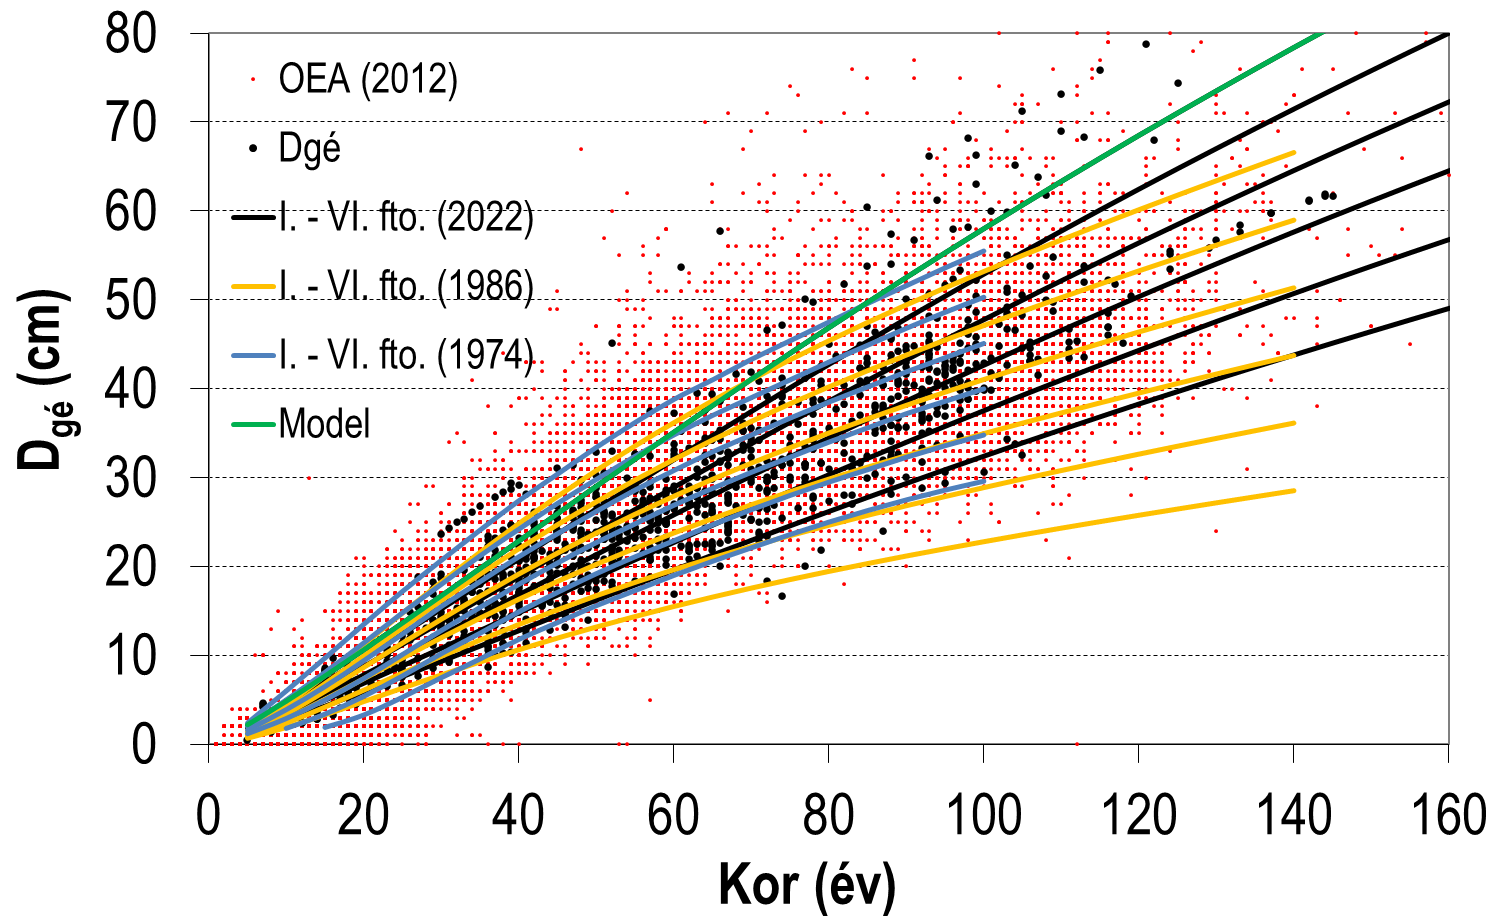 80
70
60
50
40
30
20
10
0
D gé (cm)
OEA (2012)
Dgé
I. - VI. fto. (2022)
I. - VI. fto. (1986)
I. - VI. fto. (1974)
Model
0 20 40 60 80 100 120 140 160
Kor (év)